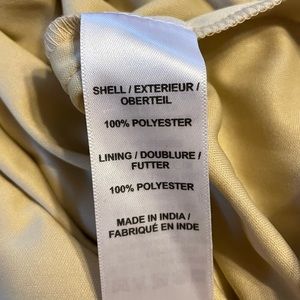 SHELL / EXTERIEUR /
OBERTEIL
100% POLYESTER
LINING / DOUBLURE /
FUTTER
100% POLYESTER
MADE IN INDIA /
FABRIQUÉ EN INDE